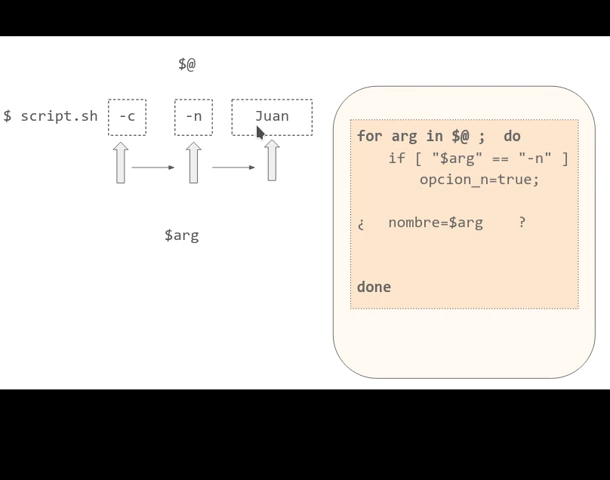 $@
$ script.sh -c -n Juan
$arg
for arg in $@ ; do
if [ "$arg" == "-n" ]
opcion_n=true;
¿ nombre=$arg ?
done